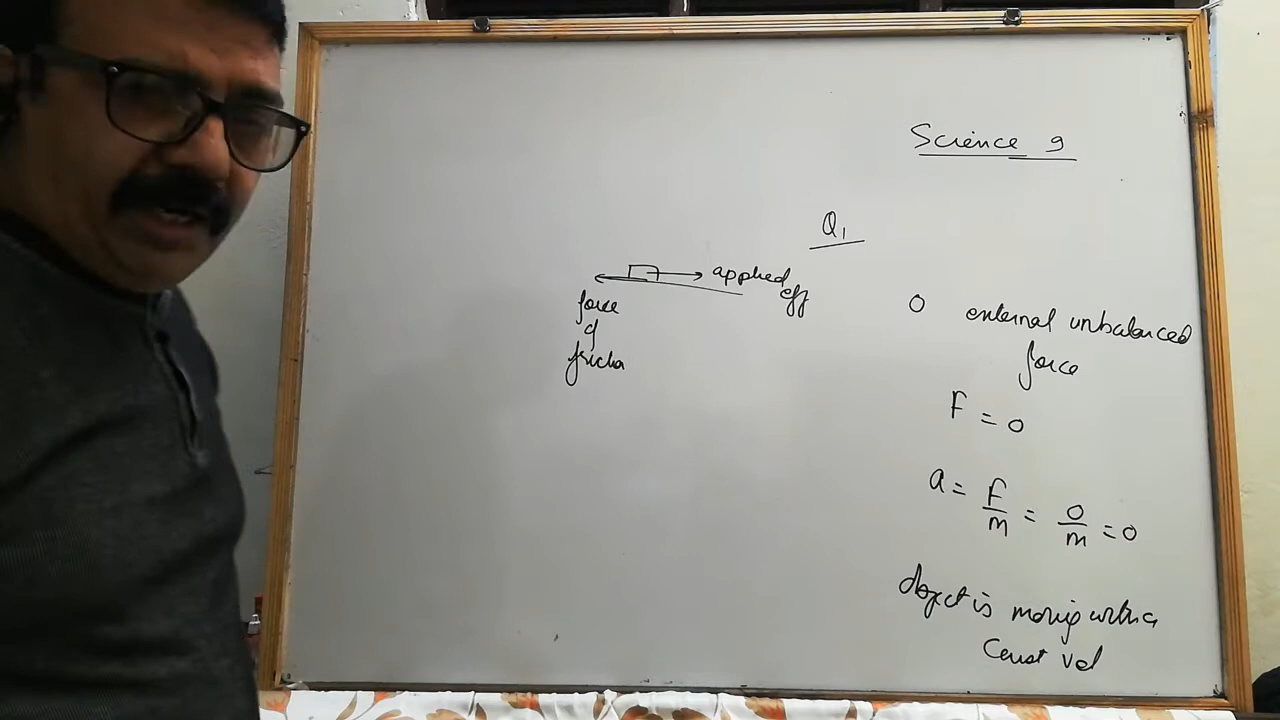 Science 9
Q1
applied
eff
force
of
0 external unbalanced
force
F = 0
a = F/m = 0/m = 0
object is moving with a
const vel